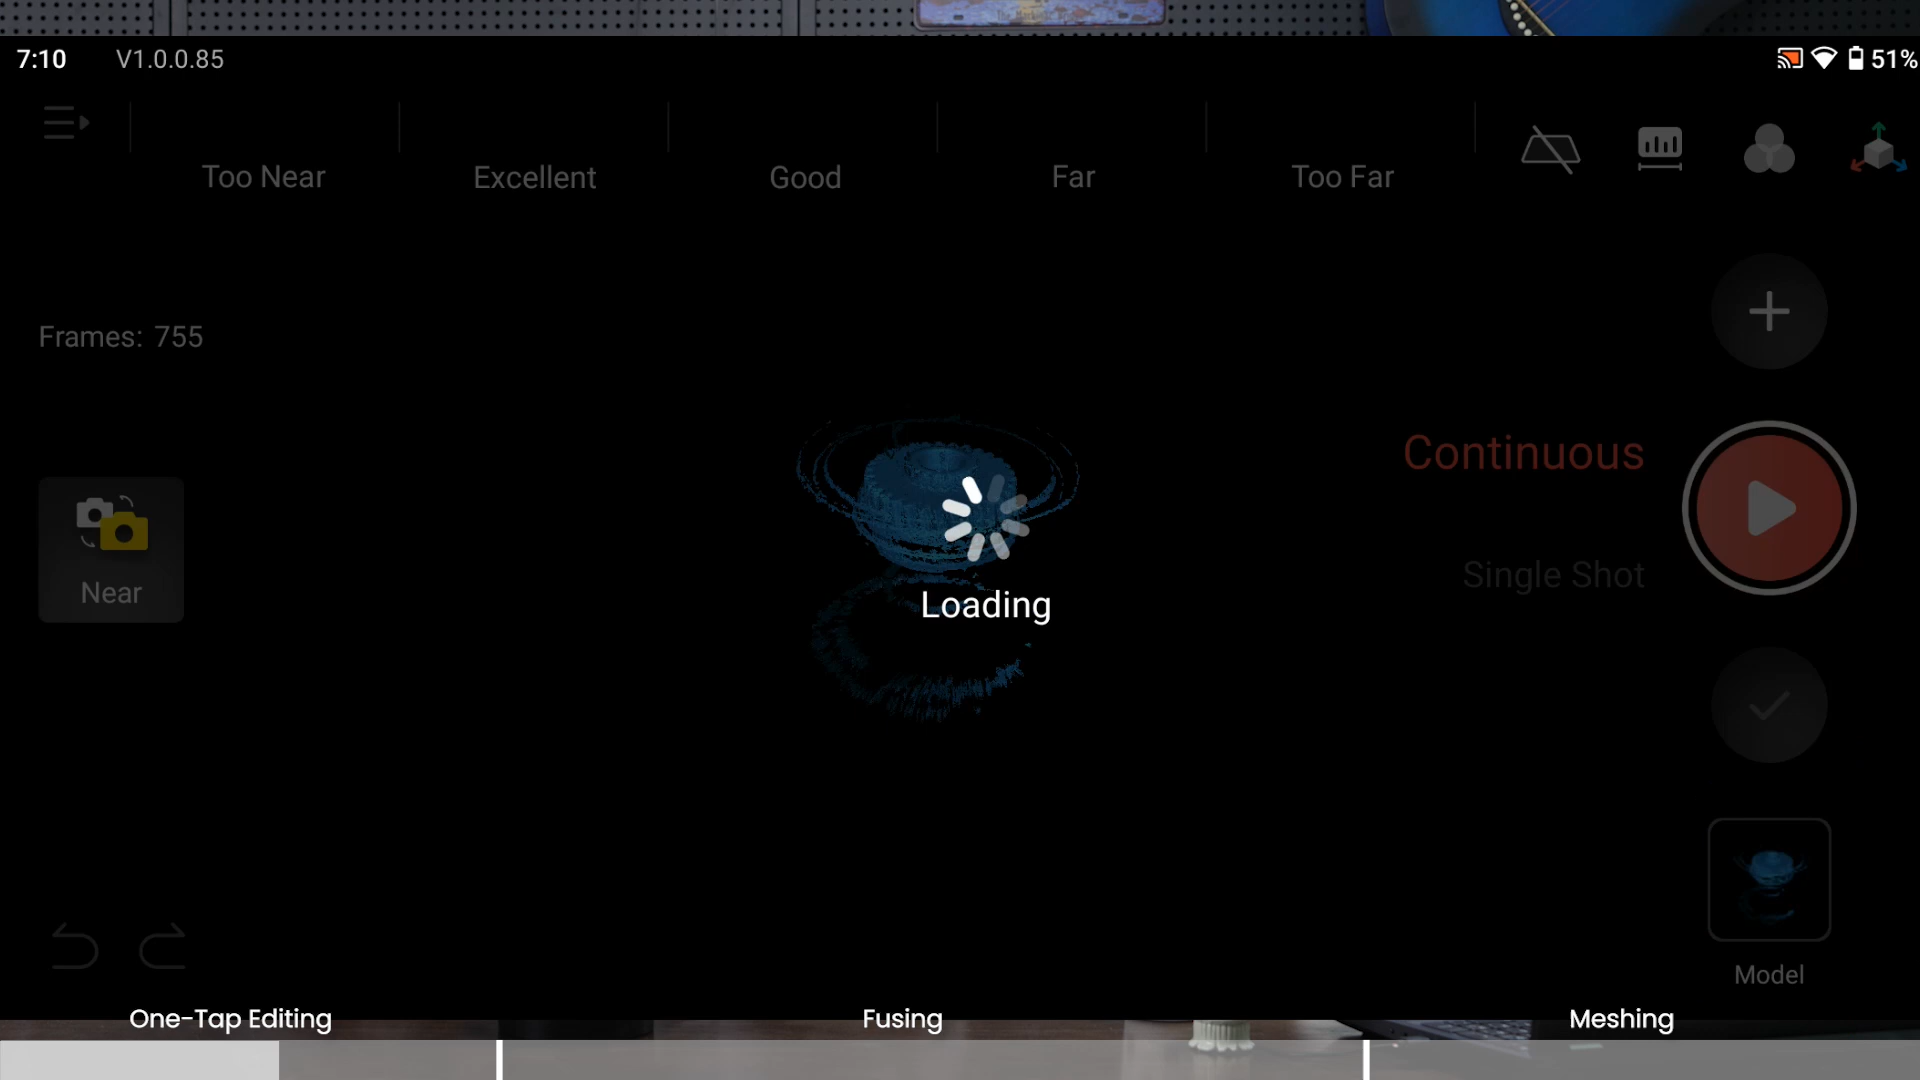 7:10 V1.0.0.85 51%
Too Near Excellent Good Far Too Far
Frames: 755
Continuous
Near
Single Shot
Loading
Model
One-Tap Editing Fusing Meshing